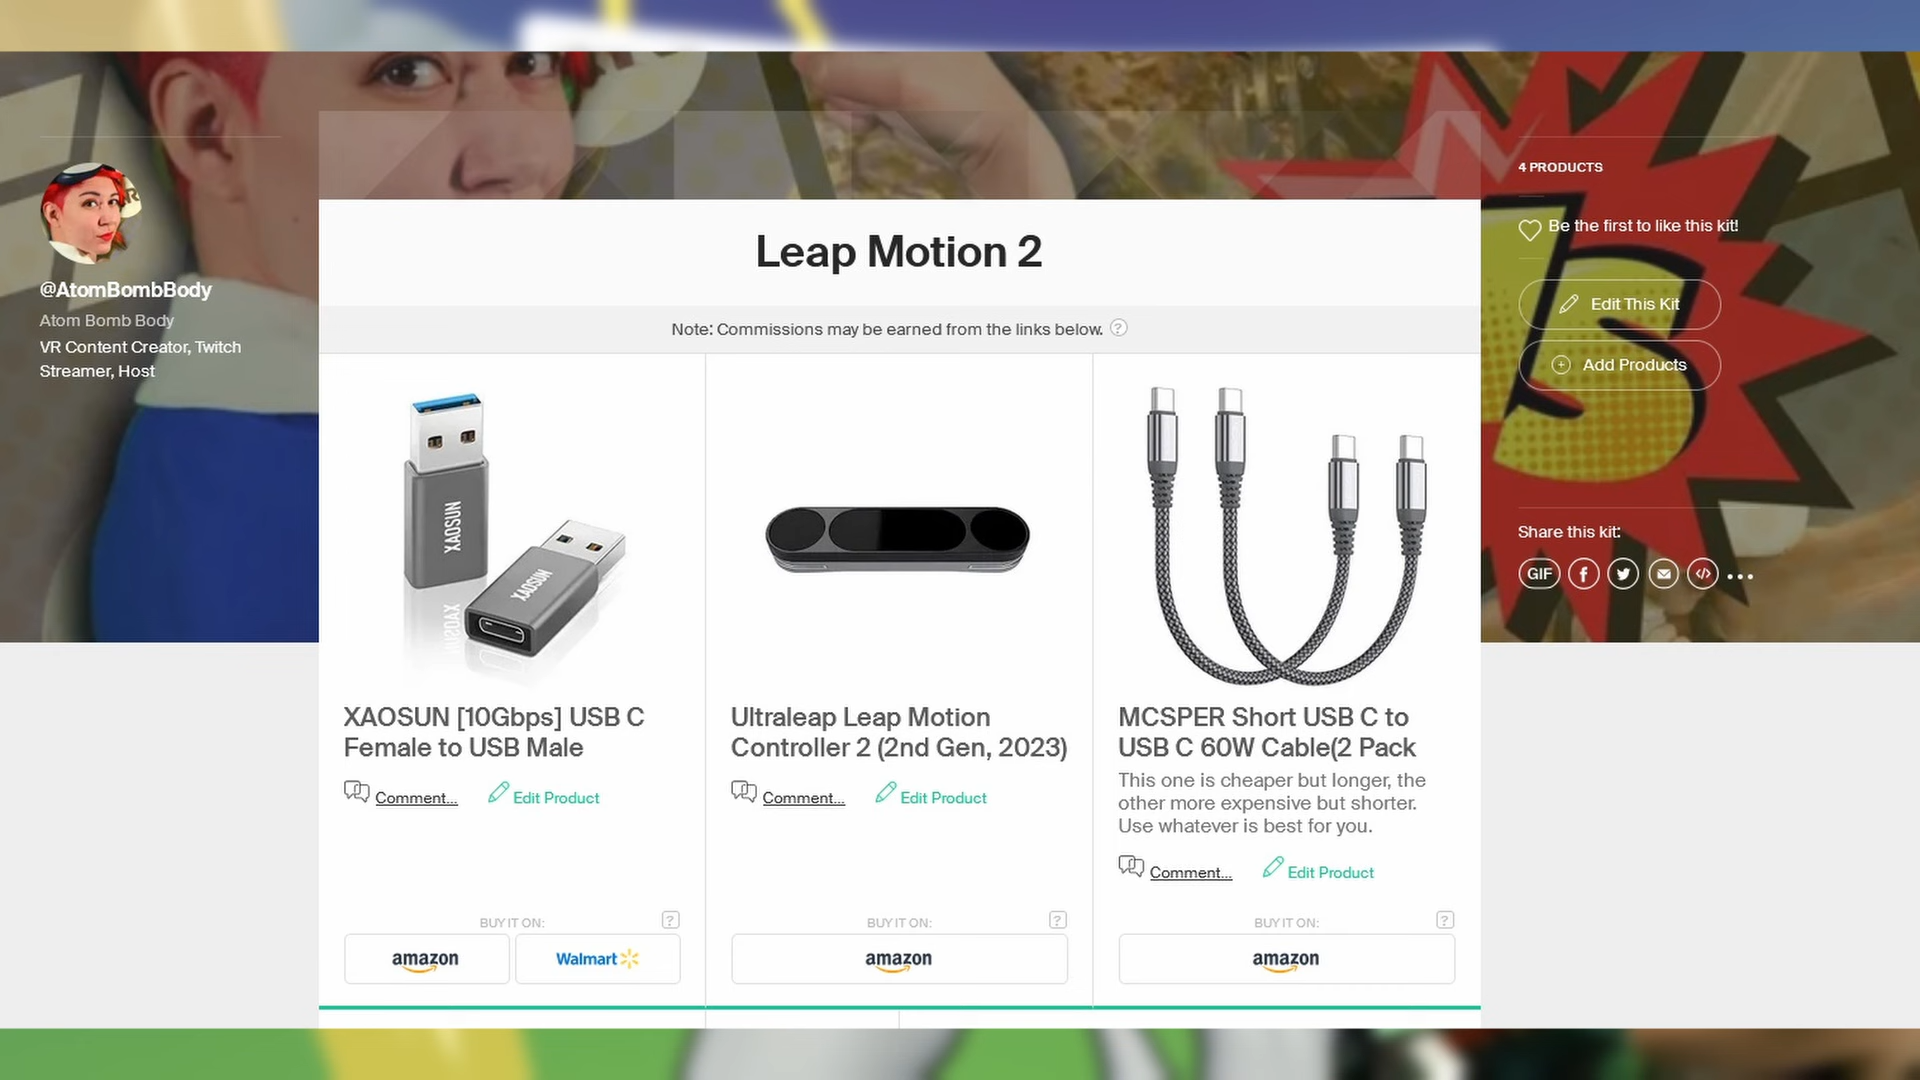 @AtomBombBody
Atom Bomb Body
VR Content Creator, Twitch
Streamer, Host
Leap Motion 2
Note: Commissions may be earned from the links below. ?
XAOSUN
XAOSUN
XAOSUN [10Gbps] USB C
Female to USB Male
Comment...
Edit Product
BUY IT ON: ?
amazon
Walmart
Ultraleap Leap Motion
Controller 2 (2nd Gen, 2023)
Comment...
Edit Product
BUY IT ON: ?
amazon
MCSPER Short USB C to
USB C 60W Cable(2 Pack
This one is cheaper but longer, the
other more expensive but shorter.
Use whatever is best for you.
Comment...
Edit Product
BUY IT ON: ?
amazon
4 PRODUCTS
Be the first to like this kit!
Edit This Kit
Add Products
Share this kit:
GIF